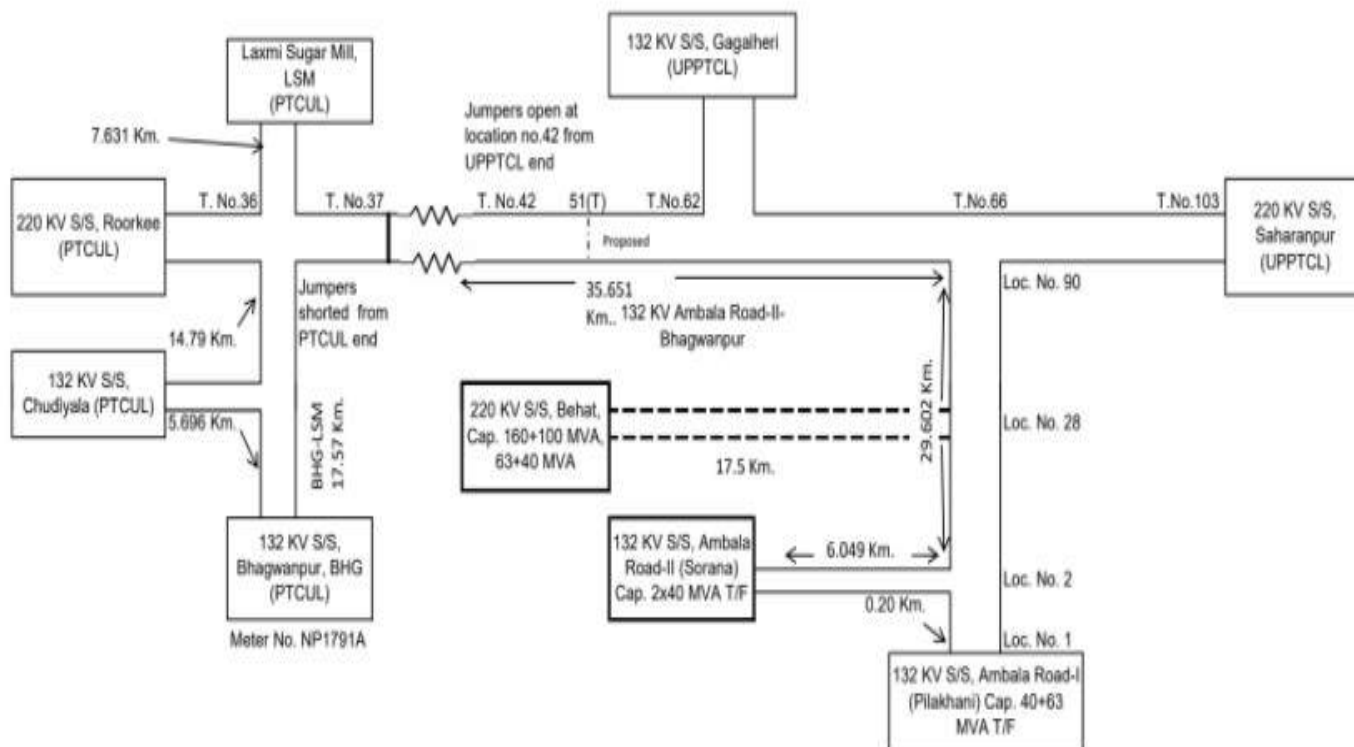 Laxmi Sugar Mill,
LSM
(PTCUL)
132 KV S/S, Gagalheri
(UPPTCL)
Jumpers open at
location no.42 from
UPPTCL end
7.631 Km.
T. No.36
T. No.37
T. No.42
51(T)
T.No.62
T.No.66
T.No.103
220 KV S/S, Roorkee
(PTCUL)
220 KV S/S,
Saharanpur
(UPPTCL)
Proposed
Jumpers
shorted from
PTCUL end
35.651
Km..
132 KV Ambala Road-II-
Bhagwanpur
Loc. No. 90
14.79 Km.
132 KV S/S,
Chudiyala (PTCUL)
5.696 Km.
BHG-LSM
17.57 Km.
220 KV S/S, Behat,
Cap. 160+100 MVA,
63+40 MVA
17.5 Km.
29.602 Km.
Loc. No. 28
132 KV S/S,
Bhagwanpur, BHG
(PTCUL)
Meter No. NP1791A
132 KV S/S, Ambala
Road-II (Sorana)
Cap. 2x40 MVA T/F
6.049 Km.
0.20 Km.
Loc. No. 2
Loc. No. 1
132 KV S/S, Ambala Road-I
(Pilakhani) Cap. 40+63
MVA T/F